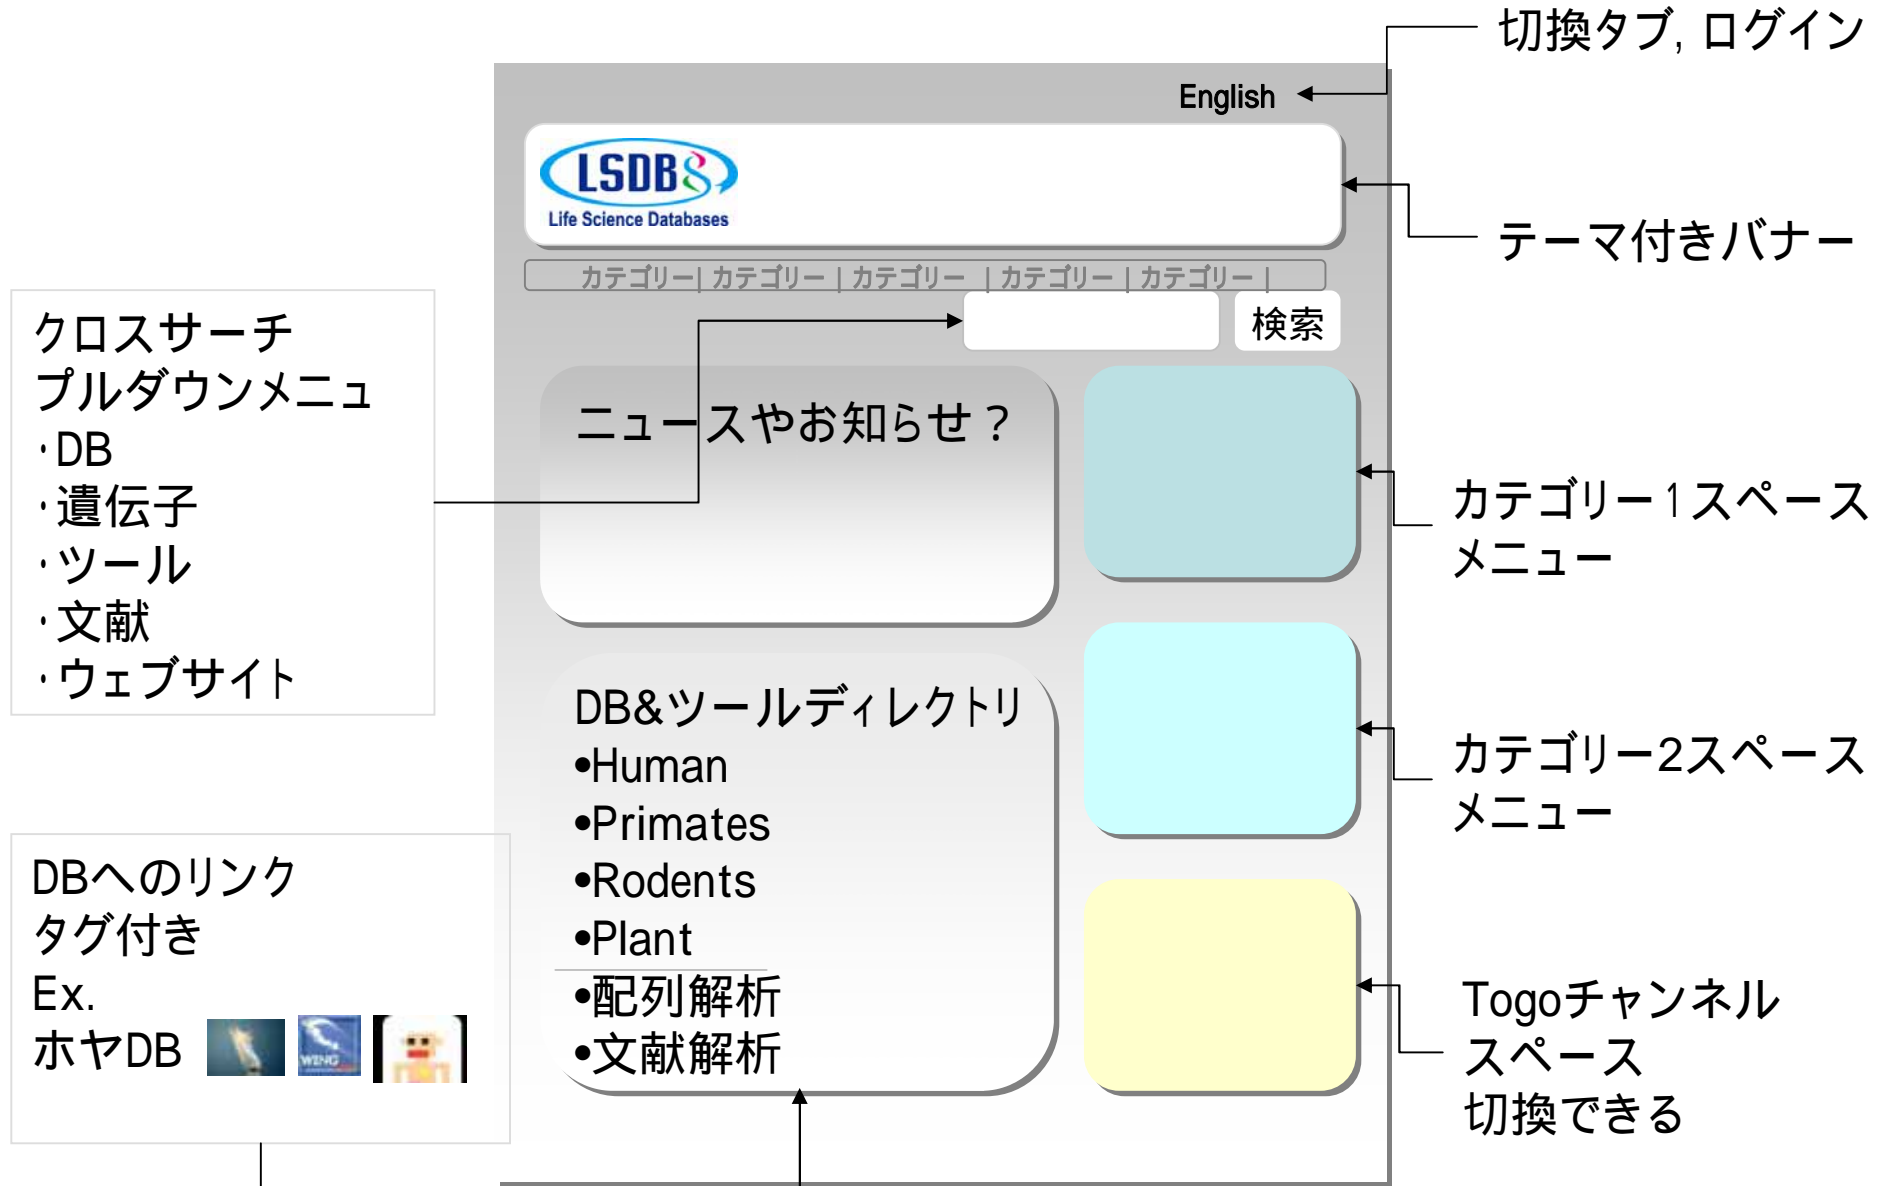 切換タブ, ログイン
English
LSDB
Life Science Databases
テーマ付きバナー
カテゴリー| カテゴリー | カテゴリー | カテゴリー | カテゴリー |
検索
クロスサーチ
プルダウンメニュ
・DB
・遺伝子
・ツール
・文献
・ウェブサイト
ニュースやお知らせ？
カテゴリー１スペース
メニュー
DB&ツールディレクトリ
•Human
•Primates
•Rodents
•Plant
•配列解析
•文献解析
カテゴリー2スペース
メニュー
DBへのリンク
タグ付き
Ex.
ホヤDB
WING
Togoチャンネル
スペース
切換できる